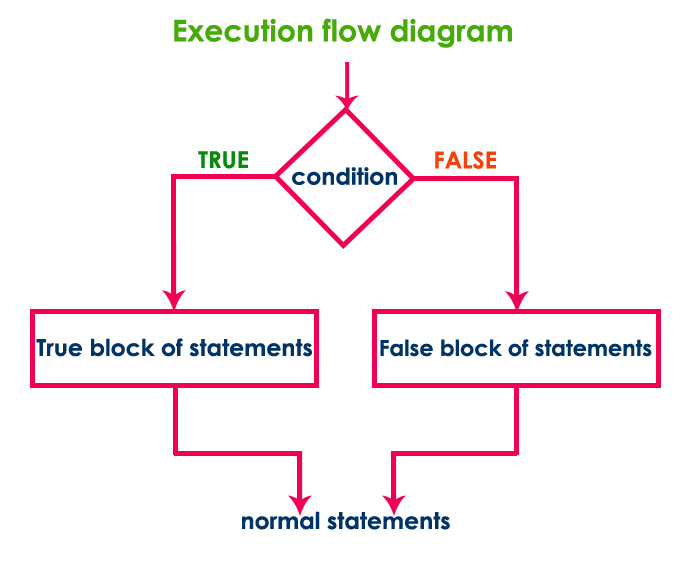 Execution flow diagram
TRUE
FALSE
condition
True block of statements
False block of statements
normal statements